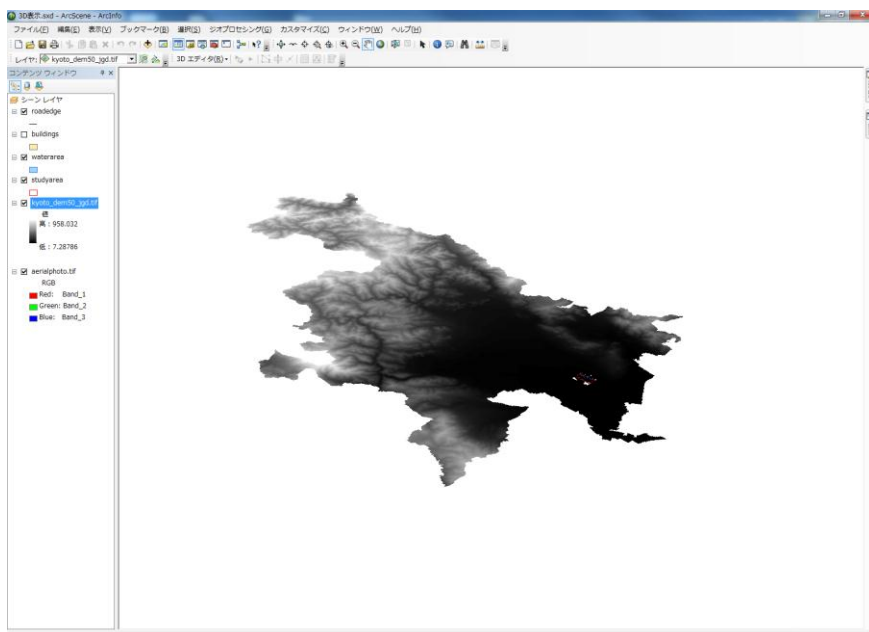 3D表示.sxd - ArcScene - ArcInfo
ファイル(F) 編集(E) 表示(V) ブックマーク(B) 選択(S) ジオプロセシング(G) カスタマイズ(C) ウィンドウ(W) ヘルプ(H)
レイヤ: kyoto_dem50_jgd.tif 3D エディタ(R)
コンテンツ ウィンドウ
シーン レイヤ
roadedge
buildings
waterarea
studyarea
kyoto_dem50_jgd.tif
値
高 : 958.032
低 : 7.28786
aerialphoto.tif
RGB
Red: Band_1
Green: Band_2
Blue: Band_3